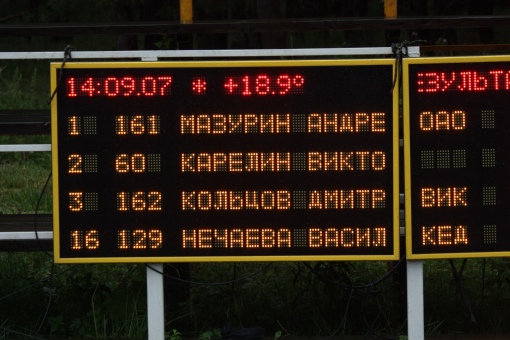 14:09.07 * +18.9° ЕЗУЛЬТА
1 161 МАЗУРИН АНДРЕ ОАО
2 60 КАРЕЛИН ВИКТО
3 162 КОЛЬЦОВ ДМИТР ВИК
16 129 НЕЧАЕВА ВАСИЛ КЕД